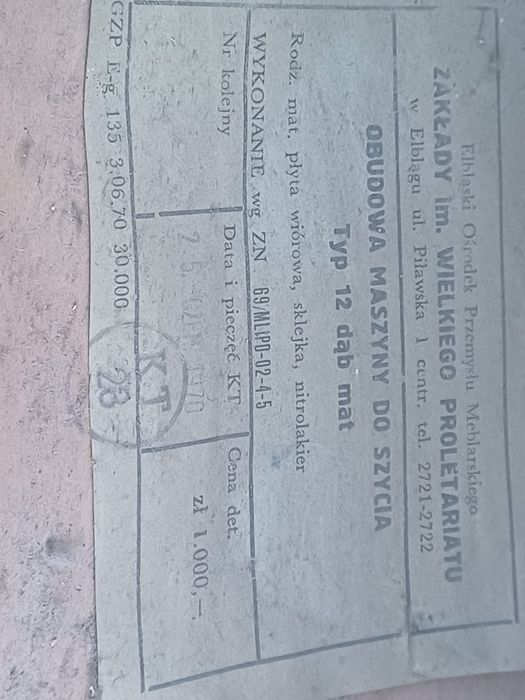 Elbląski Ośrodek Przemysłu Meblarskiego
ZAKŁADY im. WIELKIEGO PROLETARIATU
w Elblągu ul. Pilawska 1 centr. tel. 2721-2722
OBUDOWA MASZYNY DO SZYCIA
Typ 12 dąb mat
Rodz. mat. płyta wiórowa, sklejka, nitrolakier
WYKONANIE wg ZN 69/MLiPD-02-4-5
Nr kolejny
Data i pieczęć KT
Cena det.
zł 1.000,—
K.T
28
GZP E-g 135 3.06.70 30.000